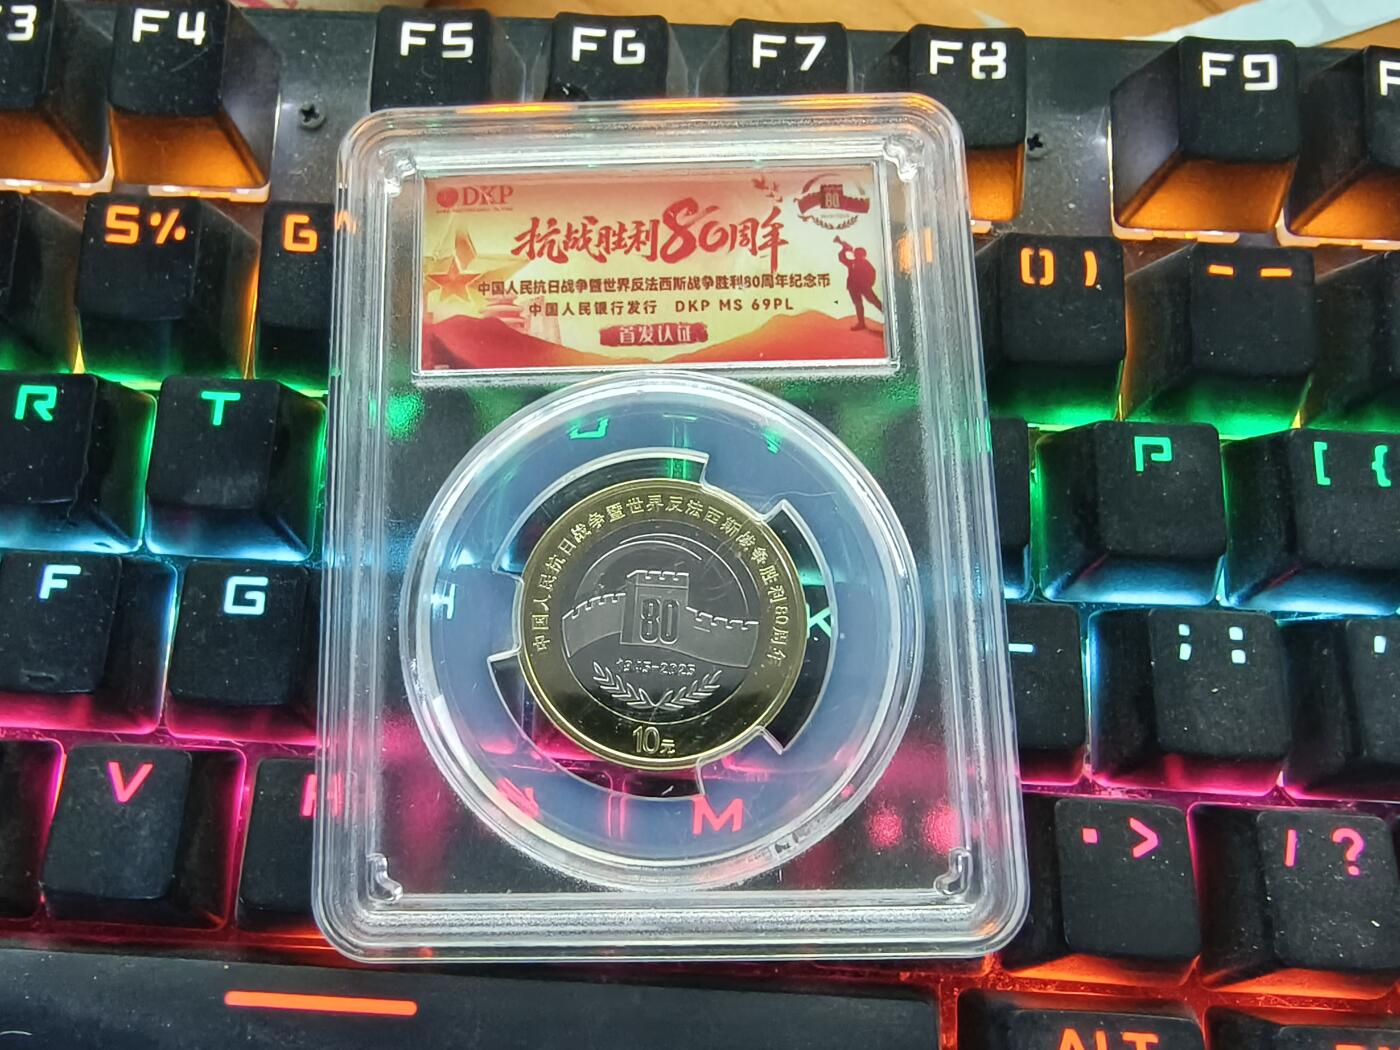 F4
F5
F6
F7
F8
F9
5%
G^
()
)
- -
DKP
80
抗战胜利80周年
中国人民抗日战争暨世界反法西斯战争胜利80周年纪念币
中国人民银行发行 DKP MS 69PL
首发认证
R
T
P
[ {
中国人民抗日战争暨世界反法西斯战争胜利80周年
80
1945-2025
10元
F
G
; :
V
M
. >
/ ?
ALT